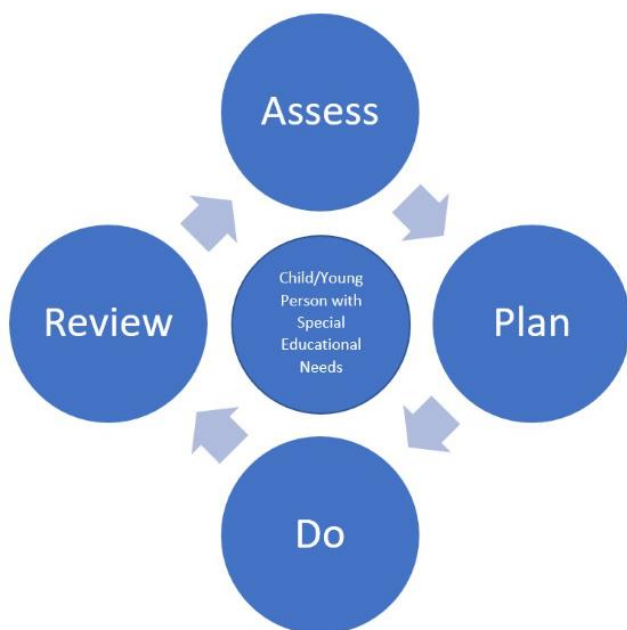 Assess
Plan
Do
Review
Child/Young
Person with
Special
Educational
Needs